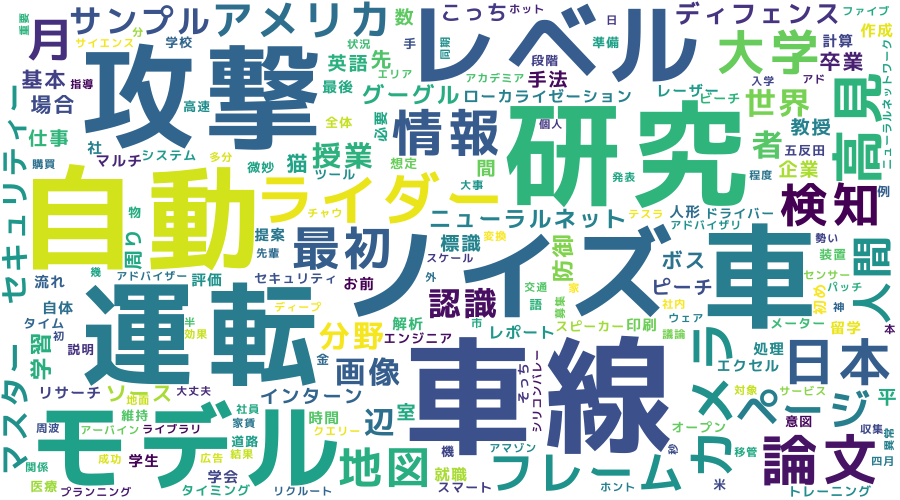 月
サンプル
アメリカ
数
こっち
ホット
レベル
日
ディフェンス
ファイブ
重要
サイエンス
分
学校
攻撃
状況
手
同期
段階
準備
大学
計算
作成
卒業
基本
指導
場合
英語
先
最後
アカデミア
手法
入学
アド
高見
ニューラルネットワーク
グーグル
ローカライゼーション
レーザー
ビーチ
世界
セキュリティー
仕事
高速
社
全体
必要
情報
研究
個人
者
教授
購買
マルチ
システム
微妙
猫
授業
想定
間
五反田
企業
多分
ツール
大事
発表
程度
例
自動
ライダー
チャウ
ニューラルネット
テスラ
人形
ドライバー
アドバイザリ
検知
物
周り
提案
先輩
最初
標識
変換
スケール
ノイズ
防御
ボス
車
勢い
装置
人間
流れ
幾
アドバイザー
評価
セキュリティ
お前
外
交通
家
ピーチ
センサー
パッチ
自体
運転
ディープ
認識
語
募集
社内
初め
神
タイム
初
半
効果
分野
解析
エンジニア
市
レポート
スピーカー
印刷
ウェア
議論
メーター
留学
本
マスター
学習
説明
金
画像
車線
そっち
シリコンバレー
カメラ
エクセル
処理
日本
リサーチ
ソース
大丈夫
地面
インターン
対象
サービス
平
維持
社員
家賃
時間
辺
室
オープン
ページ
意図
収集
異常
周波
アーバイン
ライブラリ
道路
クエリー
機
アマゾン
砂
移管
モデル
関係
成功
学生
広告
結果
地図
就職
フレーム
論文
四月
医療
学会
スマート
ホント
米
プランニング
タイミング
リクルート
トレーニング
エリア